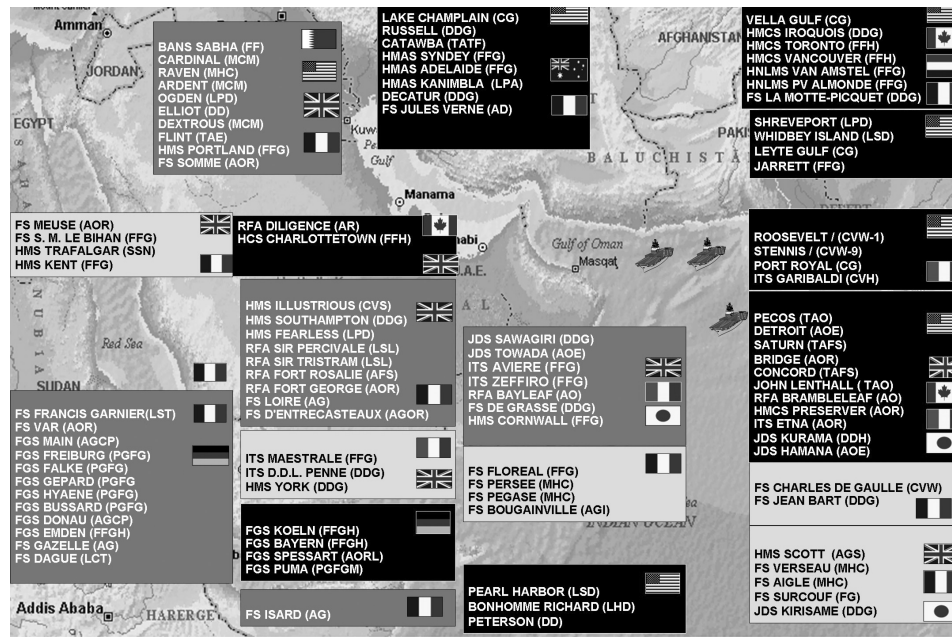 Amman
JORDAN
EGYPT
BANS SABHA (FF)
CARDINAL (MCM)
RAVEN (MHC)
ARDENT (MCM)
OGDEN (LPD)
ELLIOT (DD)
DEXTROUS (MCM)
FLINT (TAE)
HMS PORTLAND (FFG)
FS SOMME (AOR)
LAKE CHAMPLAIN (CG)
RUSSELL (DDG)
CATAWBA (TATF)
HMAS SYNDEY (FFG)
HMAS ADELAIDE (FFG)
HMAS KANIMBLA (LPA)
DECATUR (DDG)
FS JULES VERNE (AD)
AFGHANISTAN
VELLA GULF (CG)
HMCS IROQUOIS (DDG)
HMCS TORONTO (FFH)
HMCS VANCOUVER (FFH)
HNLMS VAN AMSTEL (FFG)
HNLMS PV ALMONDE (FFG)
FS LA MOTTE-PICQUET (DDG)
SHREVEPORT (LPD)
WHIDBEY ISLAND (LSD)
LEYTE GULF (CG)
JARRETT (FFG)
Kuw
Pe
Gulf
PAKI
BALUCHISTA
Manama
FS MEUSE (AOR)
FS S. M. LE BIHAN (FFG)
HMS TRAFALGAR (SSN)
HMS KENT (FFG)
RFA DILIGENCE (AR)
HCS CHARLOTTETOWN (FFH)
habi
.A.E.
Gulf of Oman
Masqat
DESERT
ROOSEVELT / (CVW-1)
STENNIS / (CVW-9)
PORT ROYAL (CG)
ITS GARIBALDI (CVH)
NUBIA
Red Sea
SUDAN
AL
HMS ILLUSTRIOUS (CVS)
HMS SOUTHAMPTON (DDG)
HMS FEARLESS (LPD)
RFA SIR PERCIVALE (LSL)
RFA SIR TRISTRAM (LSL)
RFA FORT ROSALIE (AFS)
RFA FORT GEORGE (AOR)
FS LOIRE (AG)
FS D'ENTRECASTEAUX (AGOR)
JDS SAWAGIRI (DDG)
JDS TOWADA (AOE)
ITS AVIERE (FFG)
ITS ZEFFIRO (FFG)
RFA BAYLEAF (AO)
FS DE GRASSE (DDG)
HMS CORNWALL (FFG)
PECOS (TAO)
DETROIT (AOE)
SATURN (TAFS)
BRIDGE (AOR)
CONCORD (TAFS)
JOHN LENTHALL ( TAO)
RFA BRAMBLELEAF (AO)
HMCS PRESERVER (AOR)
ITS ETNA (AOR)
JDS KURAMA (DDH)
JDS HAMANA (AOE)
FS FRANCIS GARNIER(LST)
FS VAR (AOR)
FGS MAIN (AGCP)
FGS FREIBURG (PGFG)
FGS FALKE (PGFG)
FGS GEPARD (PGFG
FGS HYAENE (PGFG)
FGS BUSSARD (PGFG)
FGS DONAU (AGCP)
FGS EMDEN (FFGH)
FS GAZELLE (AG)
FS DAGUE (LCT)
ITS MAESTRALE (FFG)
ITS D.D.L. PENNE (DDG)
HMS YORK (DDG)
FS FLOREAL (FFG)
FS PERSEE (MHC)
FS PEGASE (MHC)
FS BOUGAINVILLE (AGI)
ea
INDIAN OCEAN
FS CHARLES DE GAULLE (CVW)
FS JEAN BART (DDG)
FGS KOELN (FFGH)
FGS BAYERN (FFGH)
FGS SPESSART (AORL)
FGS PUMA (PGFGM)
HMS SCOTT (AGS)
FS VERSEAU (MHC)
FS AIGLE (MHC)
FS SURCOUF (FG)
JDS KIRISAME (DDG)
PEARL HARBOR (LSD)
BONHOMME RICHARD (LHD)
PETERSON (DD)
Addis Ababa
HARERGE
FS ISARD (AG)